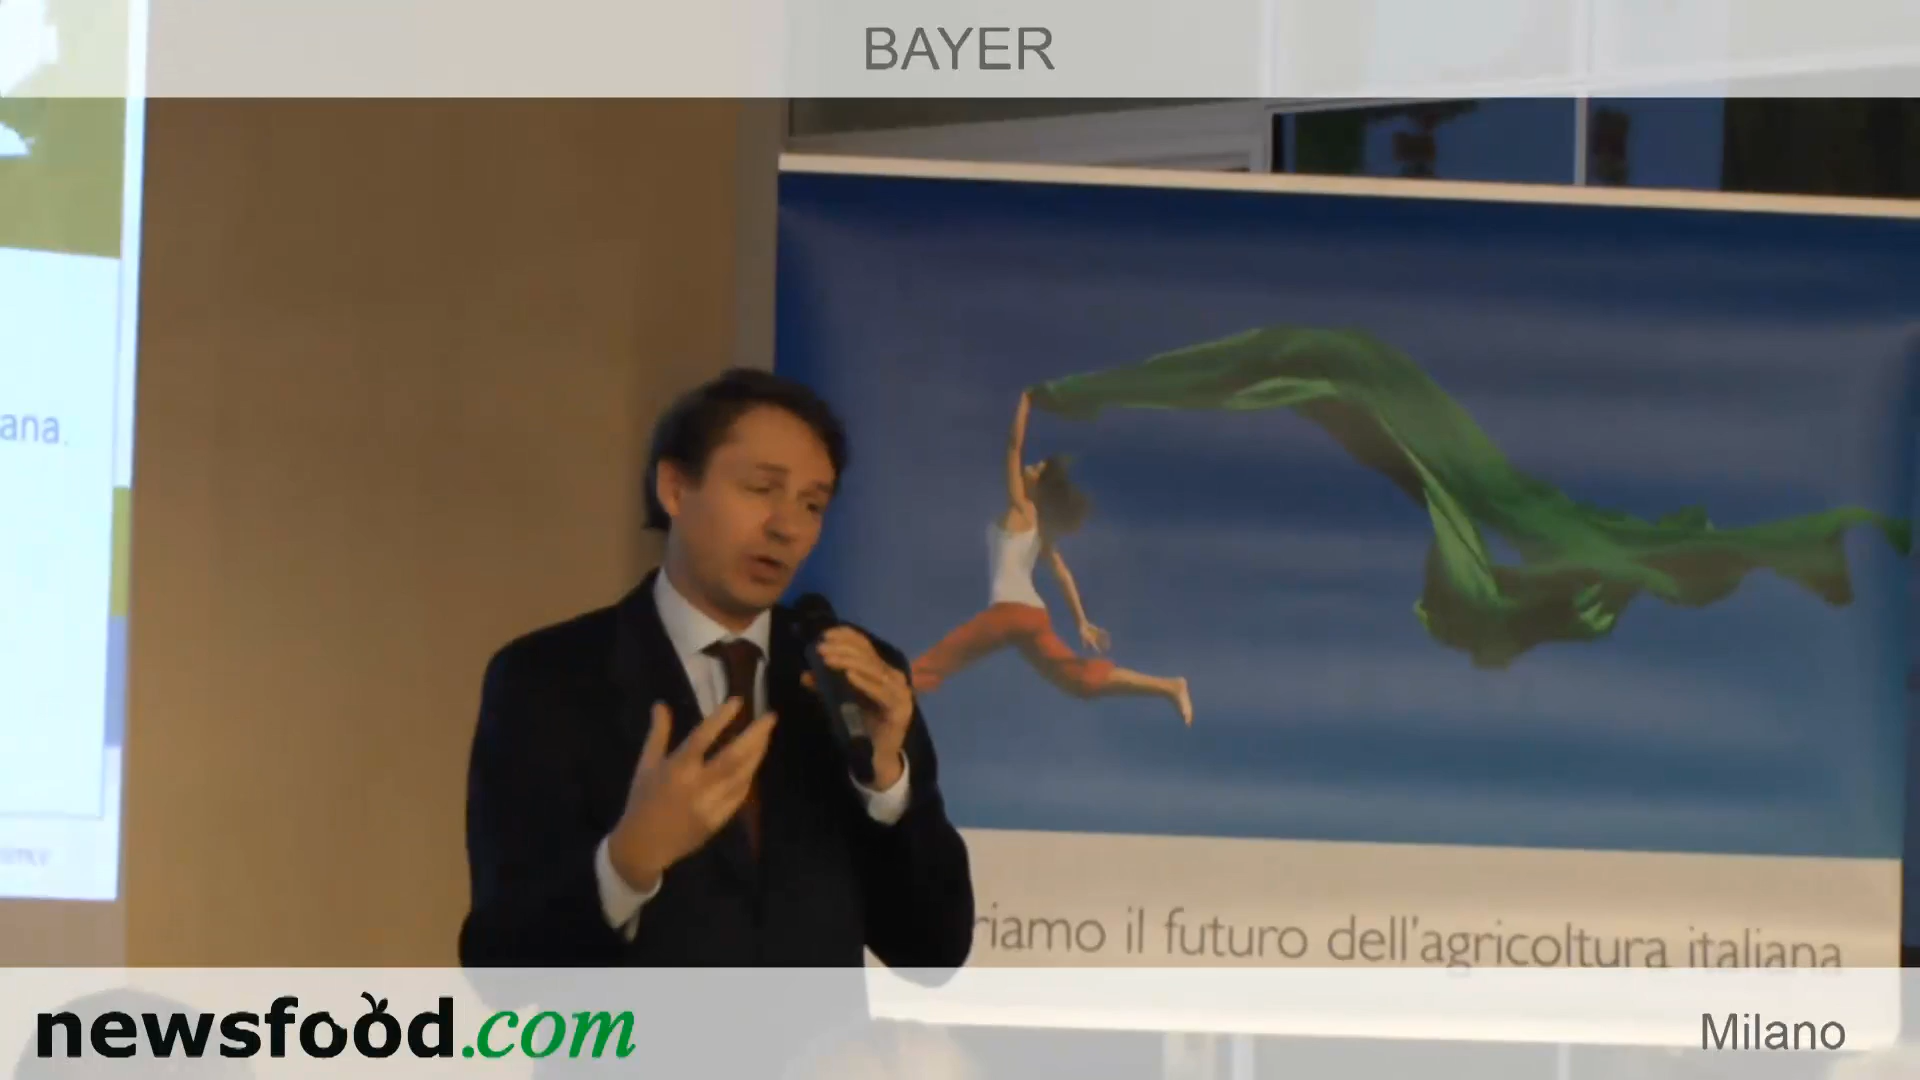 BAYER
ana.
riamo il futuro dell'agricoltura italiana
newsfood.com
Milano